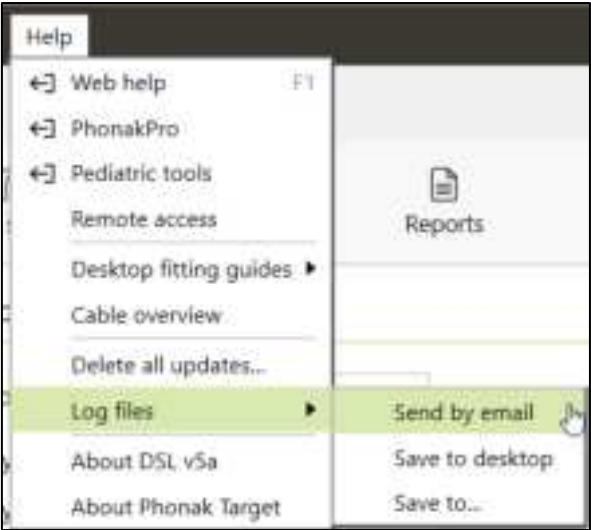 Help
Web help F1
PhonakPro
Pediatric tools
Remote access
Reports
Desktop fitting guides
Cable overview
Delete all updates...
Log files
Send by email
About DSL v5a
Save to desktop
About Phonak Target
Save to...